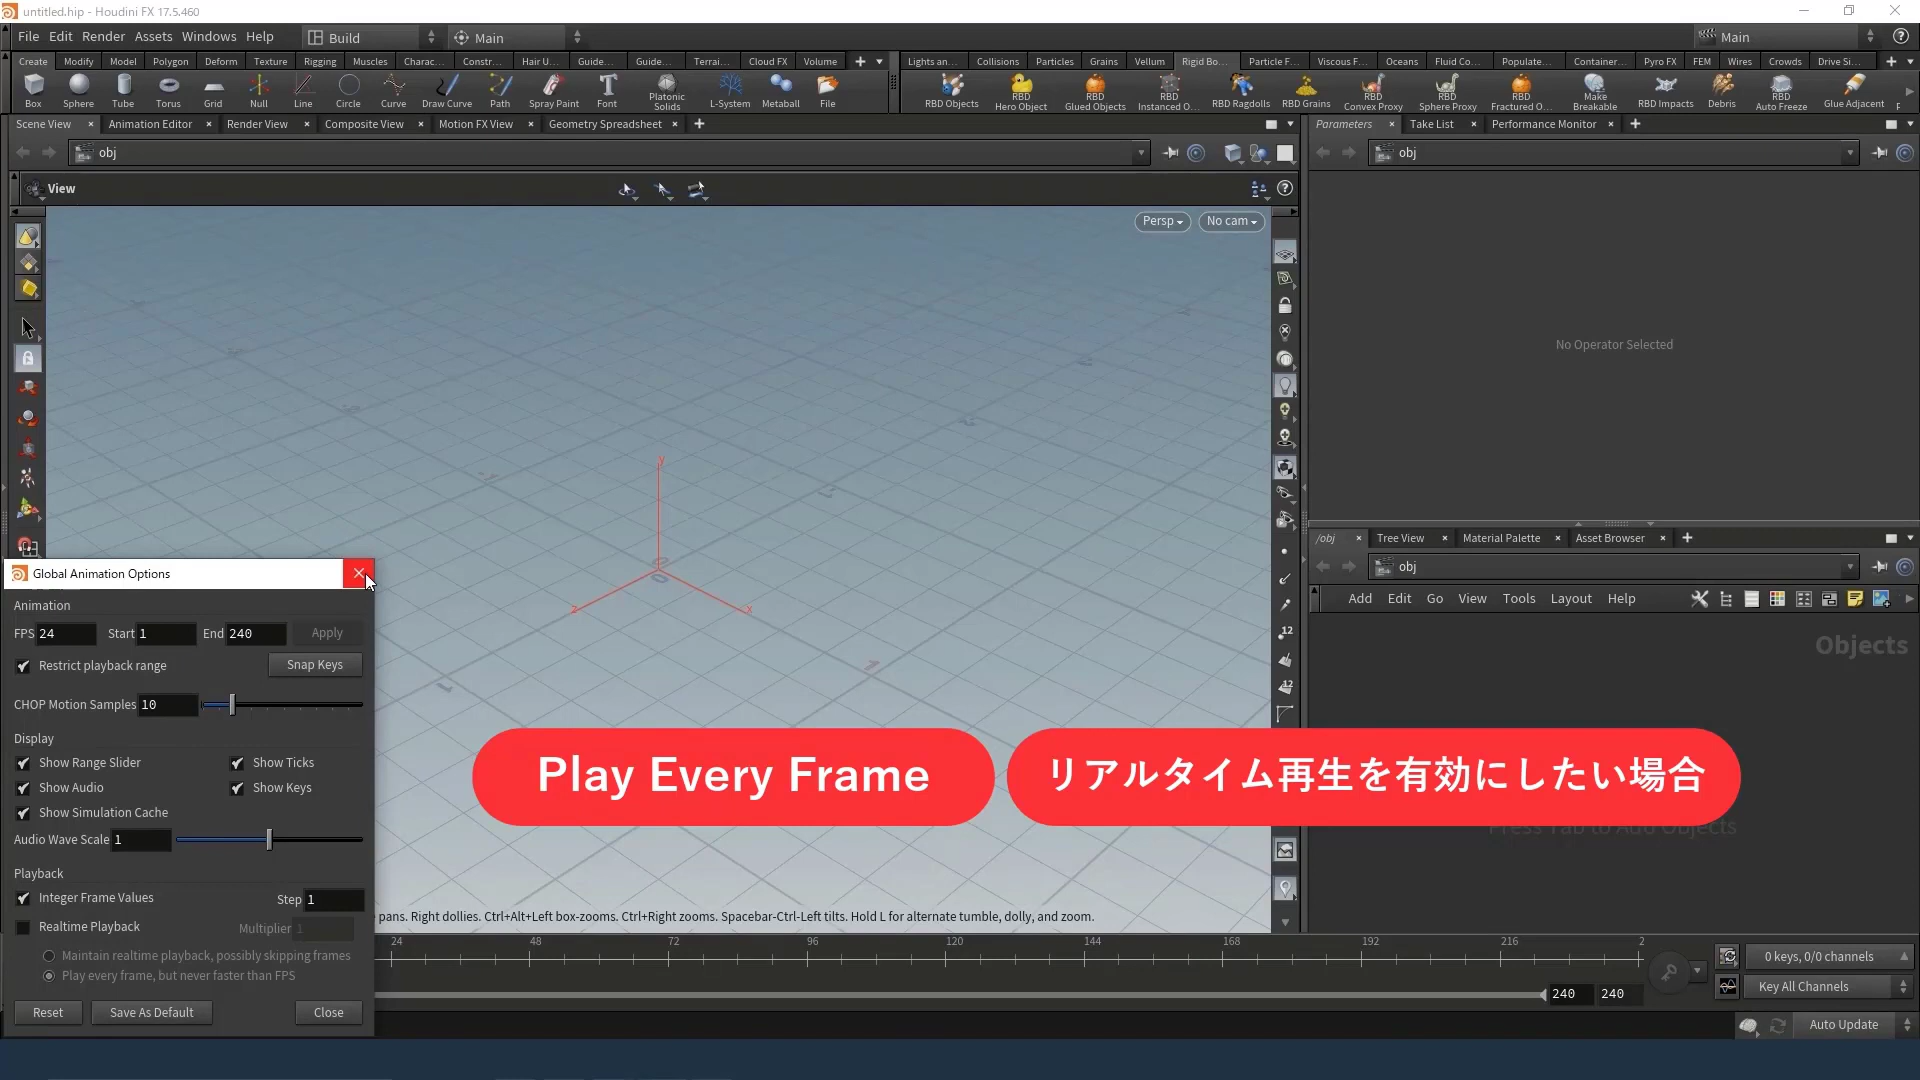 untitled.hip - Houdini FX 17.5.460
File Edit Render Assets Windows Help Build Main Main
Create Modify Model Polygon Deform Texture Rigging Muscles Charac... Constr... Hair U... Guide... Guide... Terrai... Cloud FX Volume
Lights an... Collisions Particles Grains Vellum Rigid Bo... Particle F... Viscous F... Oceans Fluid Co... Populate... Container... Pyro FX FEM Wires Crowds Drive Si...
Box Sphere Tube Torus Grid Null Line Circle Curve Draw Curve Path Spray Paint Font Platonic Solids L-System Metaball File
RBD Objects RBD Hero Object RBD Glued Objects RBD Instanced O... RBD Ragdolls RBD Grains RBD Convex Proxy RBD Sphere Proxy RBD Fractured O... Make Breakable RBD Impacts Debris RBD Auto Freeze Glue Adjacent
Scene View Animation Editor Render View Composite View Motion FX View Geometry Spreadsheet
Parameters Take List Performance Monitor
obj
obj
View
Persp No cam
No Operator Selected
y
z
x
0
0
12
12
/obj Tree View Material Palette Asset Browser
obj
Add Edit Go View Tools Layout Help
Objects
Press Tab to Add Objects
Global Animation Options
Animation
FPS 24 Start 1 End 240 Apply
Restrict playback range Snap Keys
CHOP Motion Samples 10
Display
Show Range Slider Show Ticks
Show Audio Show Keys
Show Simulation Cache
Audio Wave Scale 1
Playback
Integer Frame Values Step 1
Realtime Playback Multiplier 1
Maintain realtime playback, possibly skipping frames
Play every frame, but never faster than FPS
Reset Save As Default Close
Play Every Frame
リアルタイム再生を有効にしたい場合
pans. Right dollies. Ctrl+Alt+Left box-zooms. Ctrl+Right zooms. Spacebar-Ctrl-Left tilts. Hold L for alternate tumble, dolly, and zoom.
24 48 72 96 120 144 168 192 216 2
240 240
0 keys, 0/0 channels
Key All Channels
Auto Update